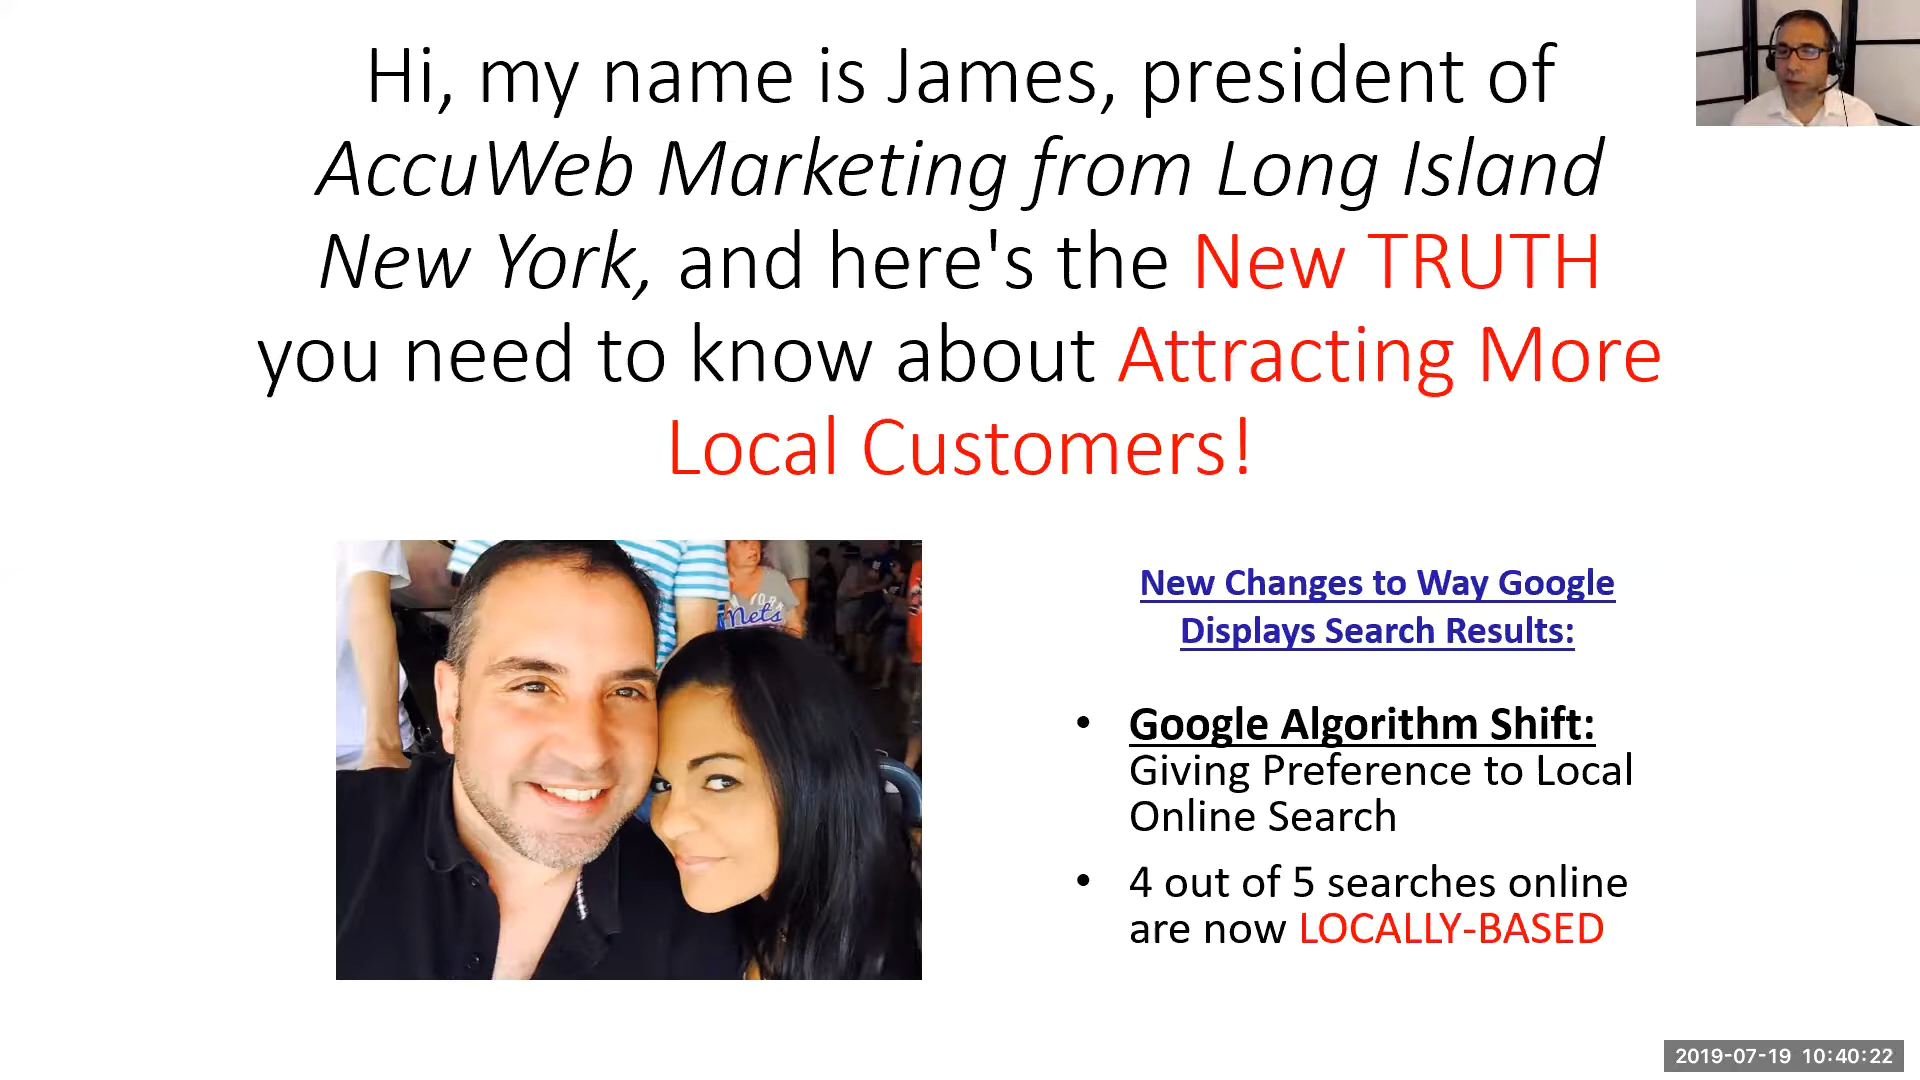 Hi, my name is James, president of
AccuWeb Marketing from Long Island
New York, and here's the New TRUTH
you need to know about Attracting More
Local Customers!
Mets
New Changes to Way Google
Displays Search Results:
• Google Algorithm Shift:
Giving Preference to Local
Online Search
• 4 out of 5 searches online
are now LOCALLY-BASED
2019-07-19 10:40:22